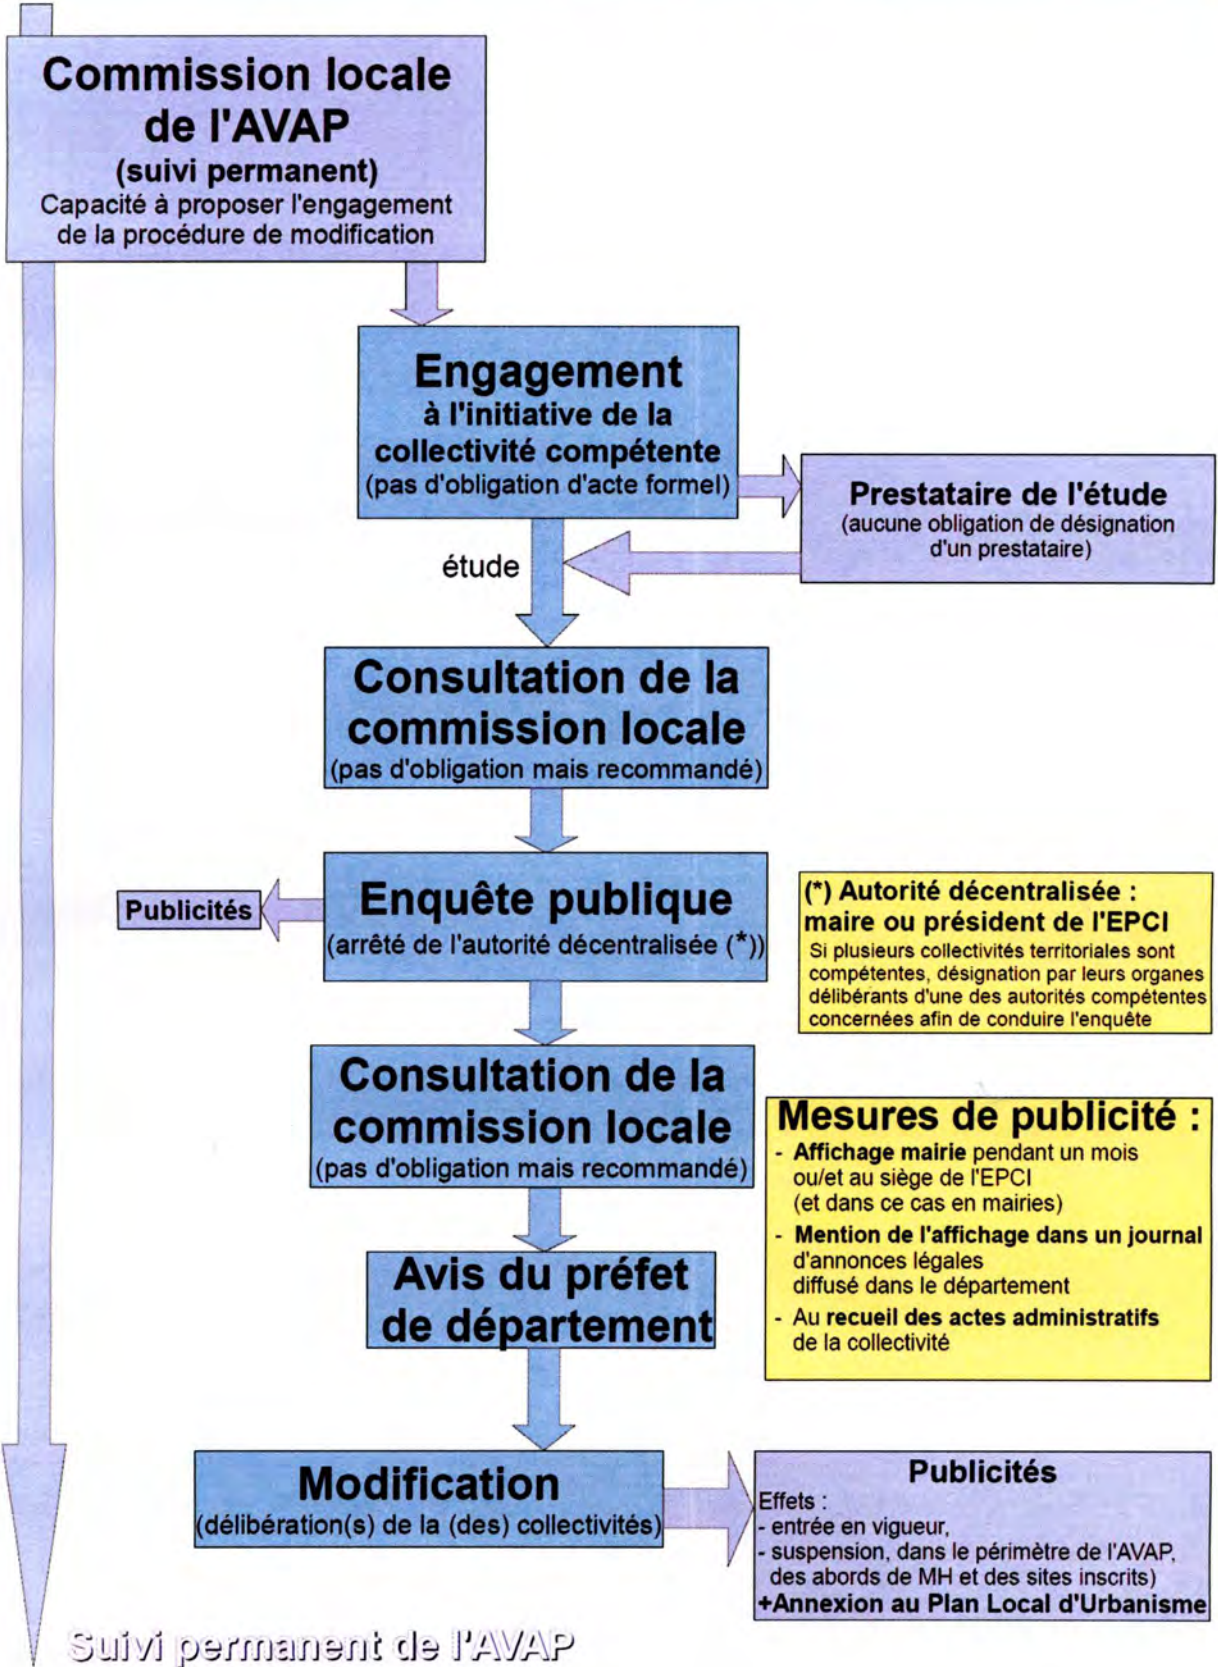 Commission locale
de l'AVAP
(suivi permanent)
Capacité à proposer l'engagement
de la procédure de modification
Engagement
à l'initiative de la
collectivité compétente
(pas d'obligation d'acte formel)
Prestataire de l'étude
(aucune obligation de désignation
d'un prestataire)
étude
Consultation de la
commission locale
(pas d'obligation mais recommandé)
Enquête publique
(arrêté de l'autorité décentralisée (*))
Publicités
(*) Autorité décentralisée :
maire ou président de l'EPCI
Si plusieurs collectivités territoriales sont
compétentes, désignation par leurs organes
délibérants d'une des autorités compétentes
concernées afin de conduire l'enquête
Consultation de la
commission locale
(pas d'obligation mais recommandé)
Mesures de publicité :
- Affichage mairie pendant un mois
ou/et au siège de l'EPCI
(et dans ce cas en mairies)
- Mention de l'affichage dans un journal
d'annonces légales
diffusé dans le département
- Au recueil des actes administratifs
de la collectivité
Avis du préfet
de département
Modification
(délibération(s) de la (des) collectivités)
Publicités
Effets :
- entrée en vigueur,
- suspension, dans le périmètre de l'AVAP,
des abords de MH et des sites inscrits)
+Annexion au Plan Local d'Urbanisme
Suivi permanent de l'AVAP